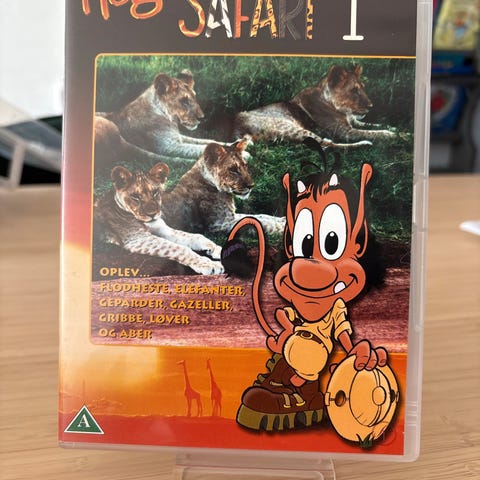 SAFARI 1
OPLEV...
FLODHESTE, ELEFANTER,
GEPARDER, GAZELLER,
GRIBBE, LØVER
OG ABER
A